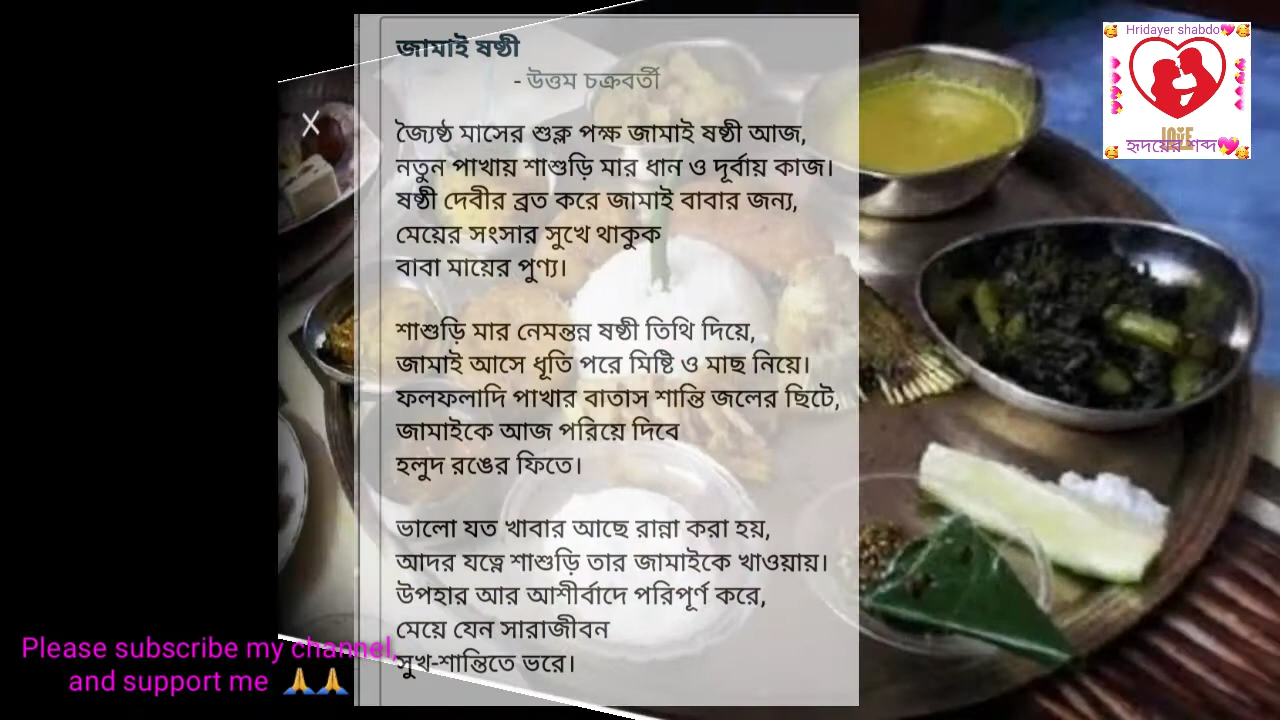 জামাই ষষ্ঠী
- উত্তম চক্রবর্তী
জ্যৈষ্ঠ মাসের শুক্ল পক্ষ জামাই ষষ্ঠী আজ,
নতুন পাখায় শাশুড়ি মার ধান ও দূর্বায় কাজ।
ষষ্ঠী দেবীর ব্রত করে জামাই বাবার জন্য,
মেয়ের সংসার সুখে থাকুক
বাবা মায়ের পুণ্য।
শাশুড়ি মার নেমন্তন্ন ষষ্ঠী তিথি দিয়ে,
জামাই আসে ধূতি পরে মিষ্টি ও মাছ নিয়ে।
ফলফলাদি পাখার বাতাস শান্তি জলের ছিটে,
জামাইকে আজ পরিয়ে দিবে
হলুদ রঙের ফিতে।
ভালো যত খাবার আছে রান্না করা হয়,
আদর যত্নে শাশুড়ি তার জামাইকে খাওয়ায়।
উপহার আর আশীর্বাদে পরিপূর্ণ করে,
মেয়ে যেন সারাজীবন
সুখ-শান্তিতে ভরে।
Please subscribe my channel,
and support me 🙏🙏
Hridayer shabdo
LOVE
হৃদয়ের শব্দ